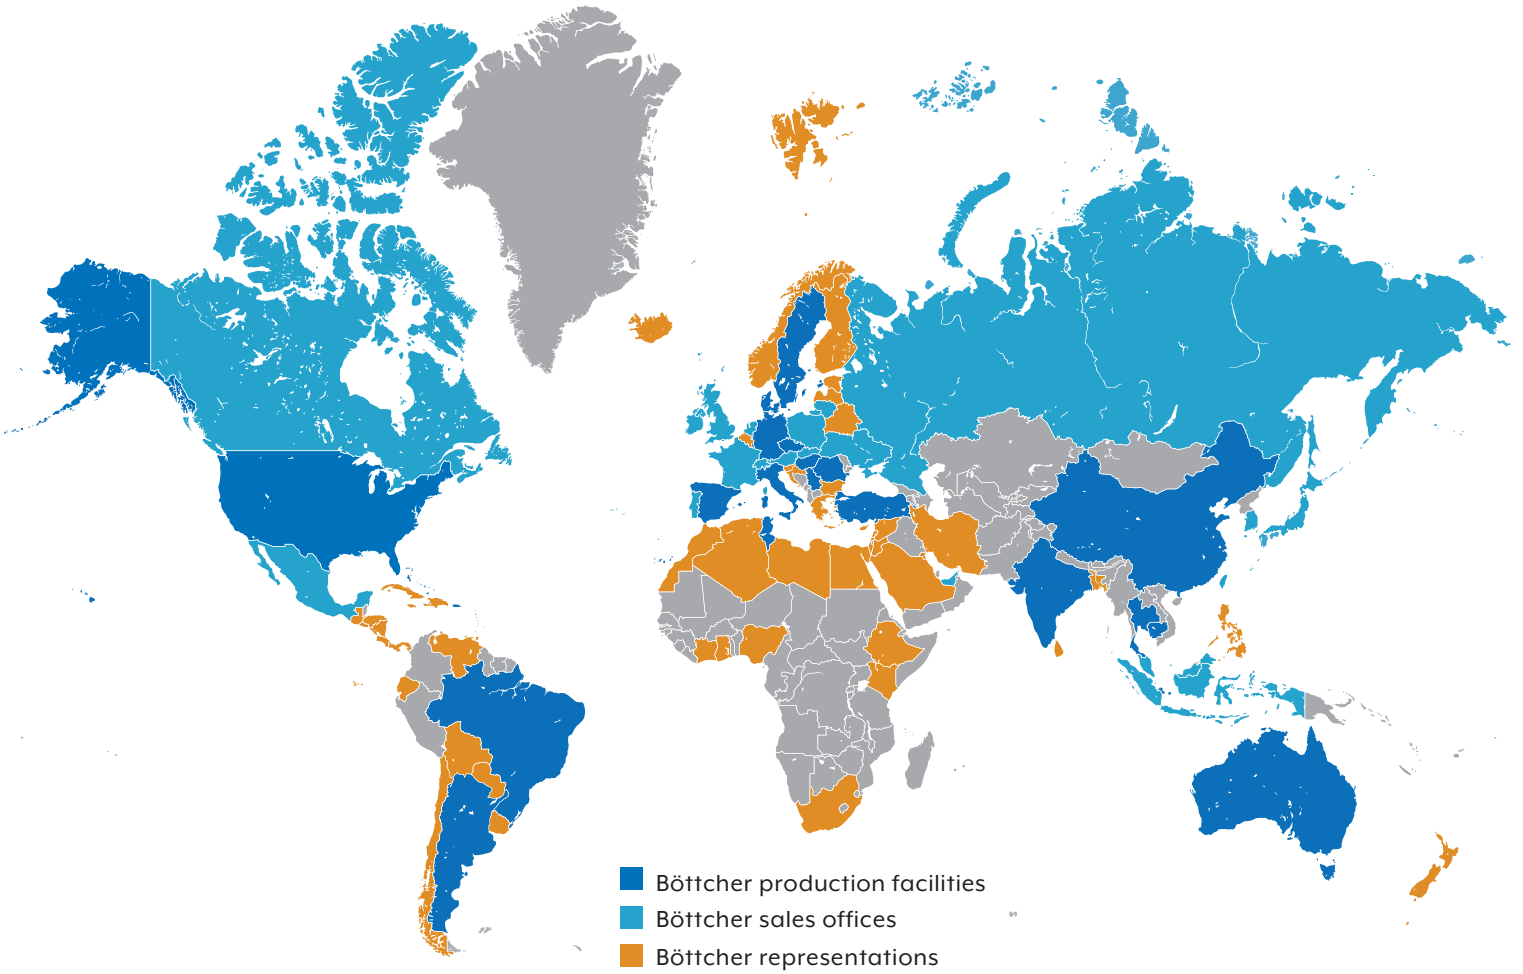 Böttcher production facilities
Böttcher sales offices
Böttcher representations